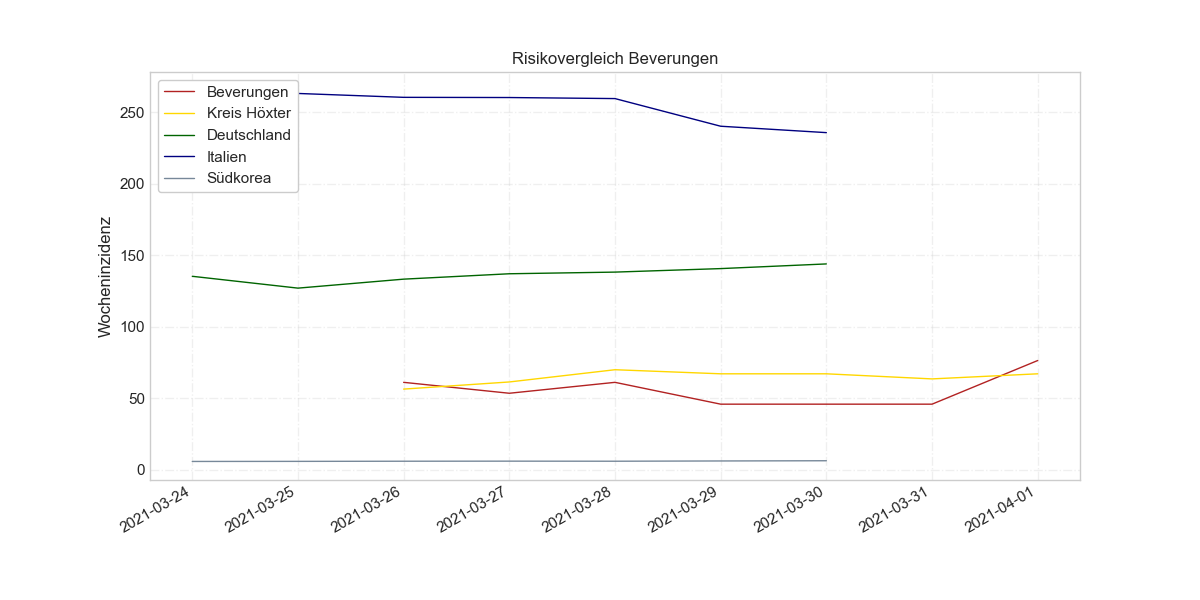 Risikovergleich Beverungen
Beverungen
Kreis Höxter
Deutschland
Italien
Südkorea
Wocheninzidenz
250
200
150
100
50
0
2021-03-24
2021-03-25
2021-03-26
2021-03-27
2021-03-28
2021-03-29
2021-03-30
2021-03-31
2021-04-01